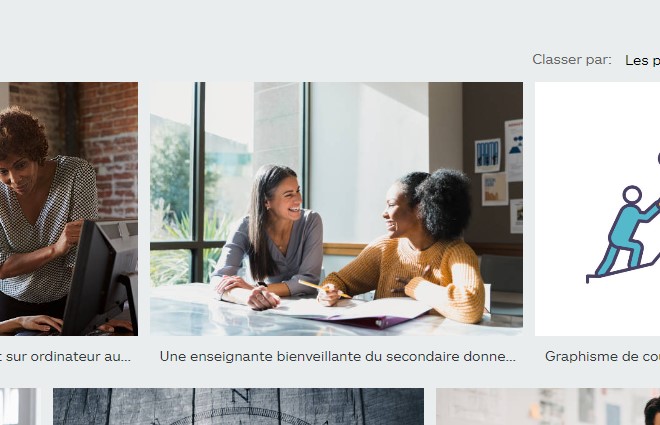 Classer par: Les p
t sur ordinateur au...
Une enseignante bienveillante du secondaire donne...
Graphisme de cou
N